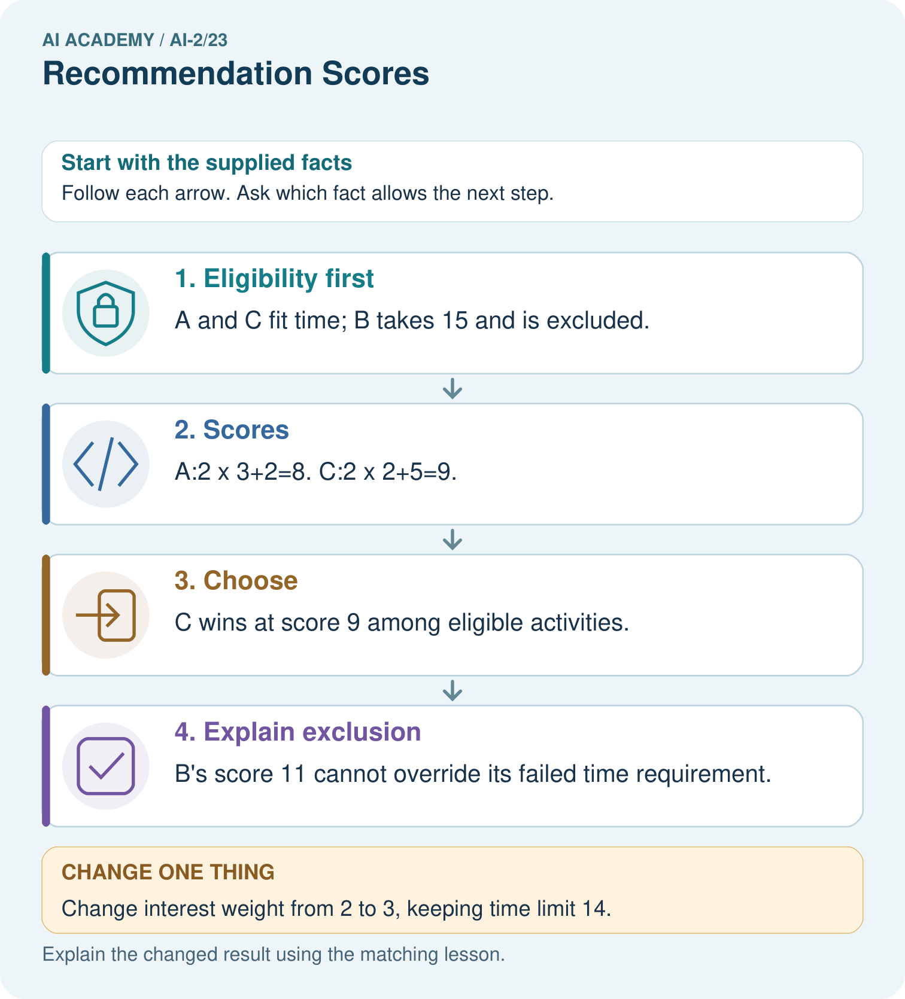 AI ACADEMY / AI-2/23
Recommendation Scores
Start with the supplied facts
Follow each arrow. Ask which fact allows the next step.
1. Eligibility first
A and C fit time; B takes 15 and is excluded.
2. Scores
A:2 x 3+2=8. C:2 x 2+5=9.
3. Choose
C wins at score 9 among eligible activities.
4. Explain exclusion
B's score 11 cannot override its failed time requirement.
CHANGE ONE THING
Change interest weight from 2 to 3, keeping time limit 14.
Explain the changed result using the matching lesson.